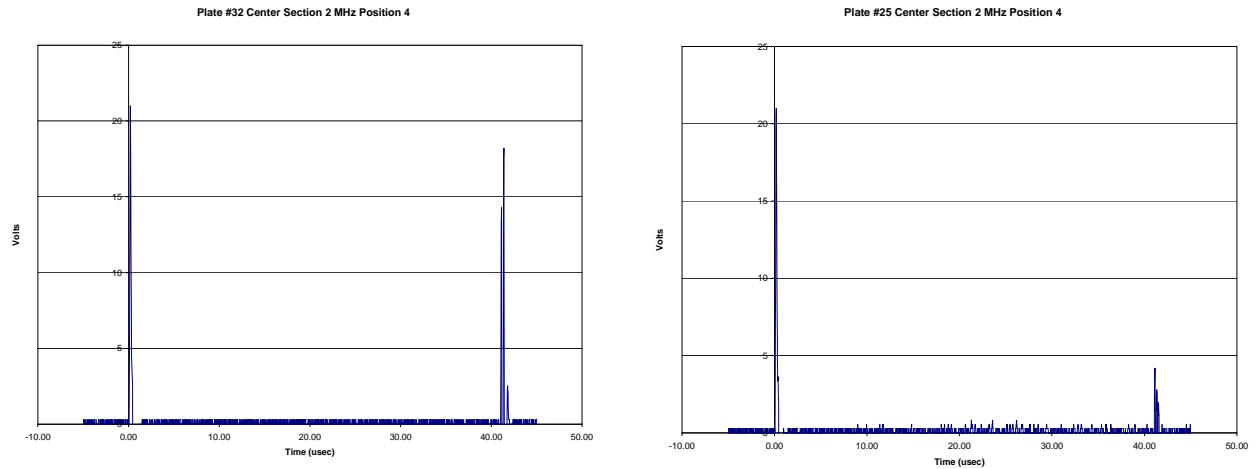 Plate #32 Center Section 2 MHz Position 4
25
20
15
10
5
0
-10.00 0.00 10.00 20.00 30.00 40.00 50.00
Volts
Time (usec)
Plate #25 Center Section 2 MHz Position 4
25
20
15
10
5
0
-10.00 0.00 10.00 20.00 30.00 40.00 50.00
Volts
Time (usec)